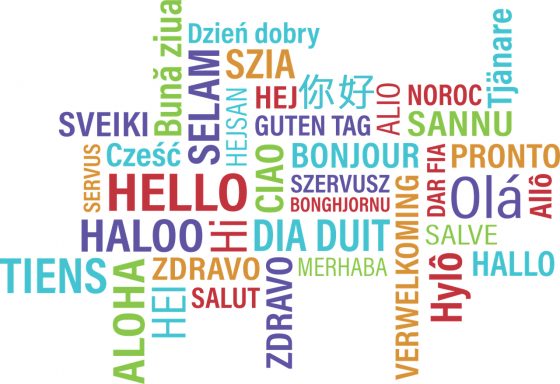 Bună ziua
Dzień dobry
Tjänare
SELAM
SZIA
HEJ
你好
ALIO
NOROC
SVEIKI
HEJSAN
GUTEN TAG
SANNU
SERVUS
Cześć
CIAO
BONJOUR
DAR FIA
PRONTO
HELLO
SZERVUSZ
BONGHJORNU
Olá
Allô
HALOO
Hi
DIA DUIT
VERWELKOMING
SALVE
TIENS
ALOHA
HEI
ZDRAVO
SALUT
ZDRAVO
MERHABA
Hylô
HALLO